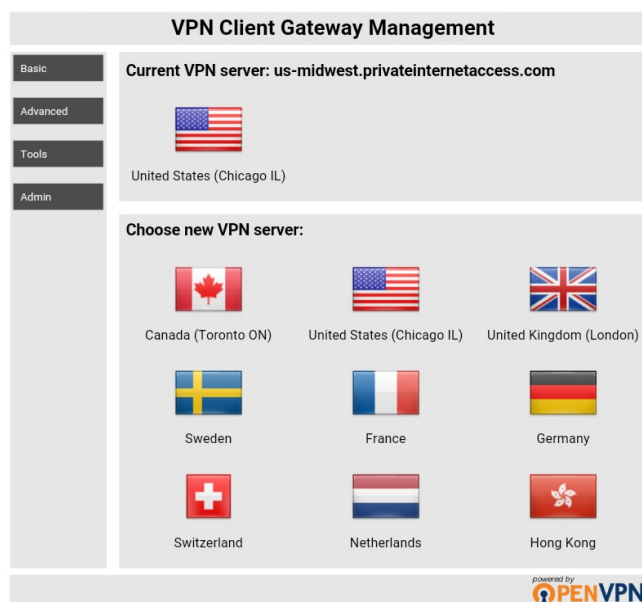 VPN Client Gateway Management
Basic
Advanced
Tools
Admin
Current VPN server: us-midwest.privateinternetaccess.com
United States (Chicago IL)
Choose new VPN server:
Canada (Toronto ON)
United States (Chicago IL)
United Kingdom (London)
Sweden
France
Germany
Switzerland
Netherlands
Hong Kong
powered by
OPENVPN